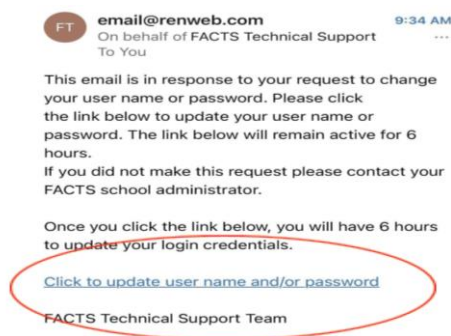 FT
email@renweb.com 9:34 AM
On behalf of FACTS Technical Support ...
To You
This email is in response to your request to change
your user name or password. Please click
the link below to update your user name or
password. The link below will remain active for 6
hours.
If you did not make this request please contact your
FACTS school administrator.
Once you click the link below, you will have 6 hours
to update your login credentials.
Click to update user name and/or password
FACTS Technical Support Team